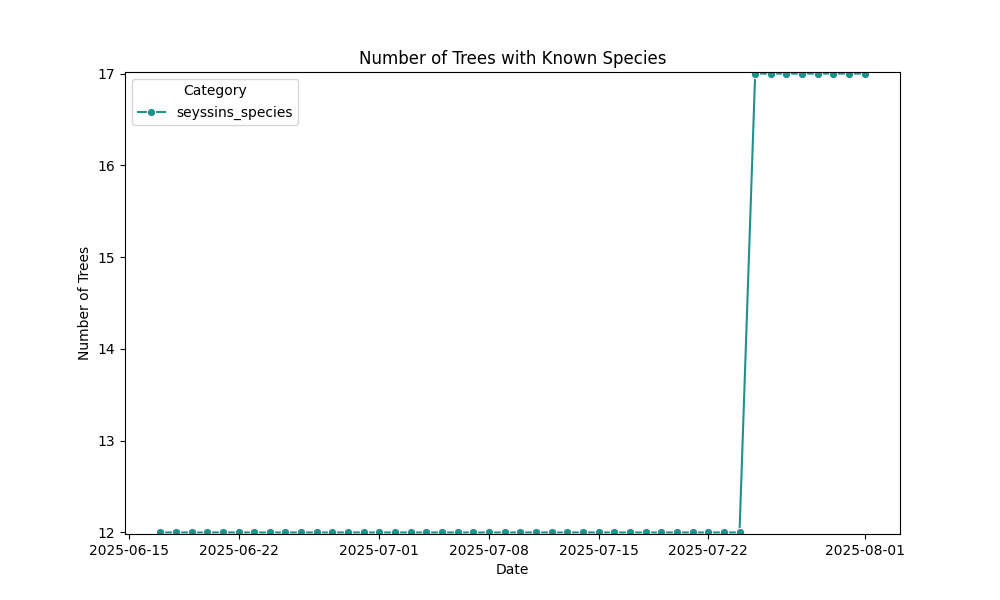 Number of Trees with Known Species
Category
seyssins_species
Number of Trees
17
16
15
14
13
12
2025-06-15
2025-06-22
2025-07-01
2025-07-08
2025-07-15
2025-07-22
2025-08-01
Date